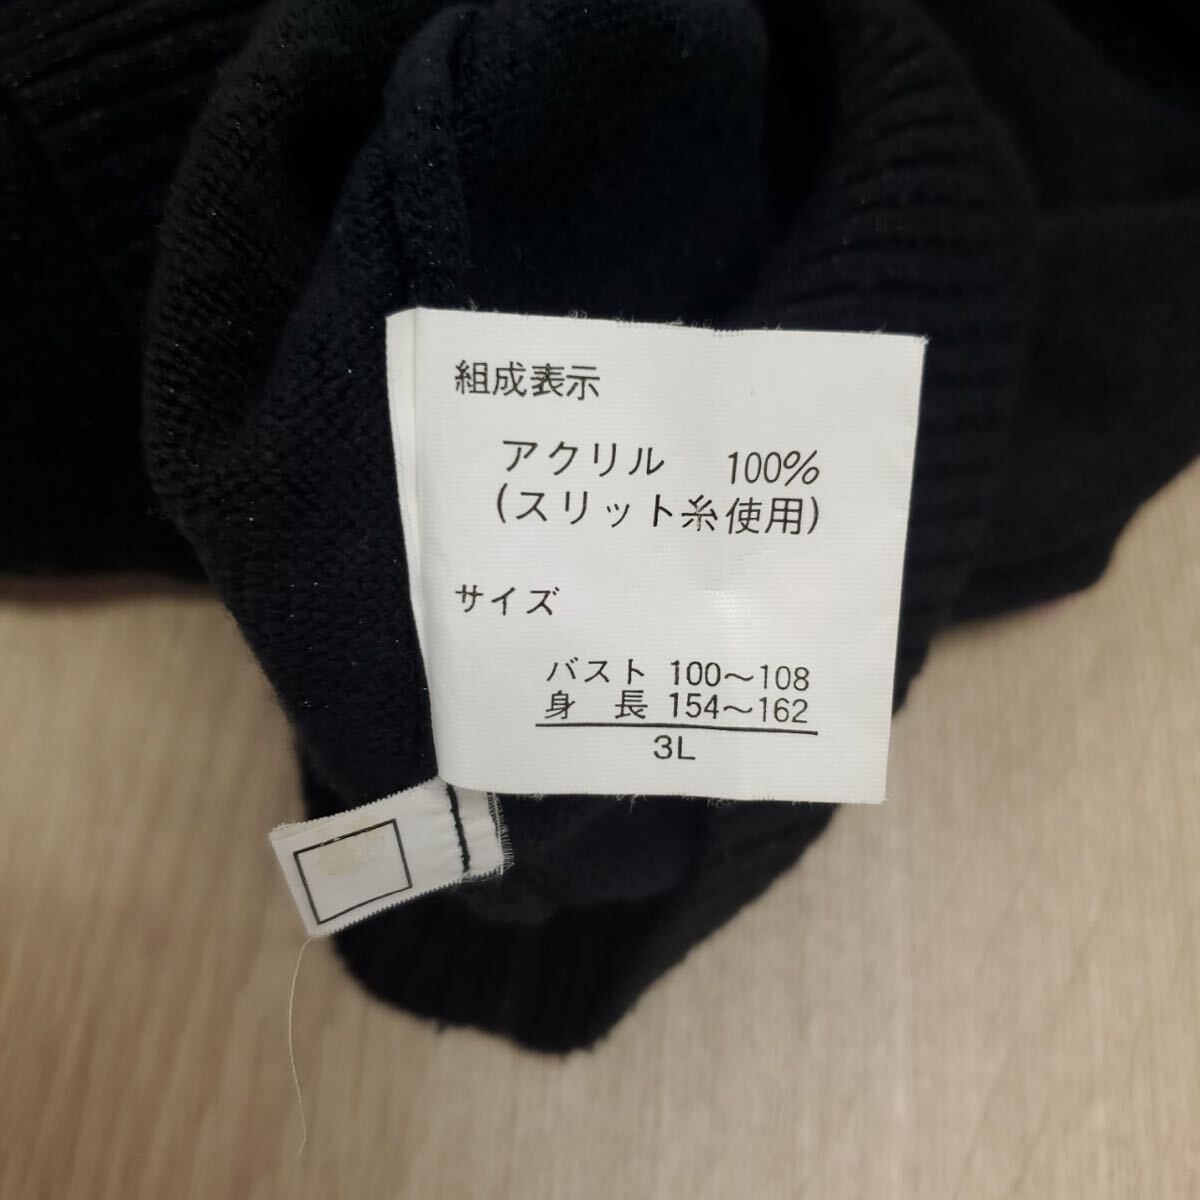 組成表示
アクリル 100%
(スリット糸使用)
サイズ
バスト 100〜108
身 長 154〜162
3L